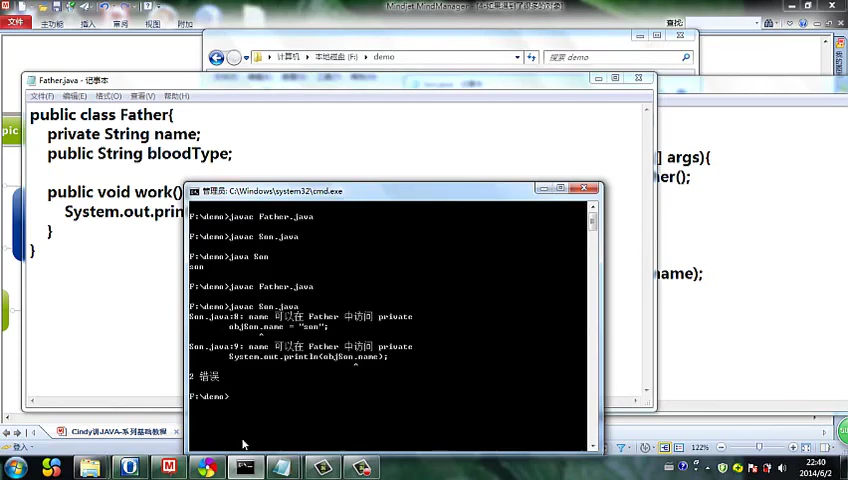 Mindjet MindManager
文件
主功能
插入
审阅
视图
附加
查找:
计算机 本地磁盘 (F:) demo
搜索 demo
Father.java - 记事本
文件(F) 编辑(E) 格式(O) 查看(V) 帮助(H)
public class Father{
private String name;
public String bloodType;
public void work()
System.out.prin
}
}
pic
] args){
her();
name);
管理员: C:\Windows\system32\cmd.exe
F:\demo>javac Father.java
F:\demo>javac Son.java
F:\demo>java Son
son
F:\demo>javac Father.java
F:\demo>javac Son.java
Son.java:8: name 可以在 Father 中访问 private
objSon.name = "son";
^
Son.java:9: name 可以在 Father 中访问 private
System.out.println(objSon.name);
^
2 错误
F:\demo>
Cindy讲JAVA-系列基础教程
登入
122%
22:40
2014/6/2